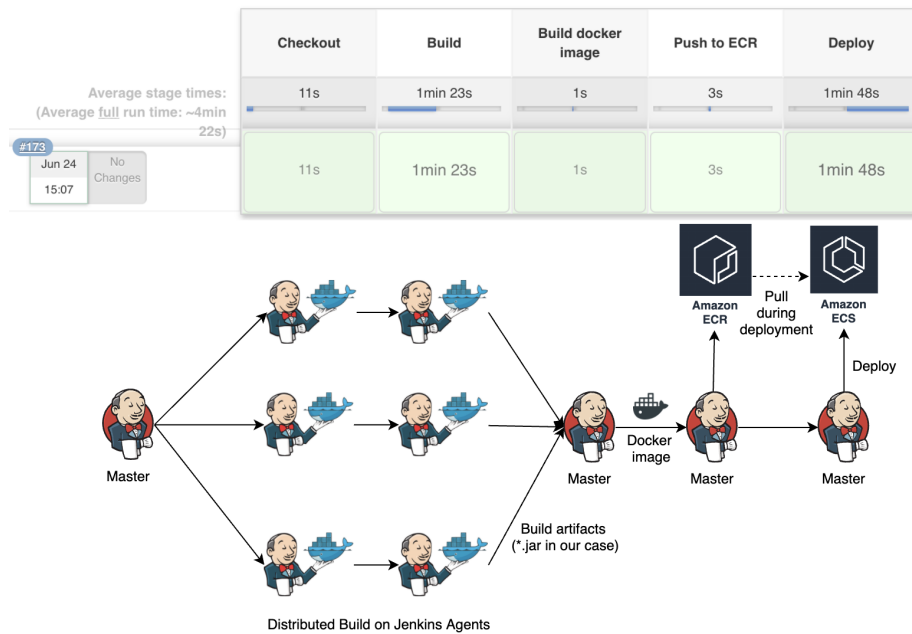 Checkout
Build
Build docker
image
Push to ECR
Deploy
Average stage times:
(Average full run time: ~4min
22s)
11s
1min 23s
1s
3s
1min 48s
#173
Jun 24
15:07
No
Changes
11s
1min 23s
1s
3s
1min 48s
Amazon
ECR
Pull
during
deployment
Amazon
ECS
Deploy
Master
Docker
image
Master
Master
Master
Build artifacts
(*.jar in our case)
Distributed Build on Jenkins Agents